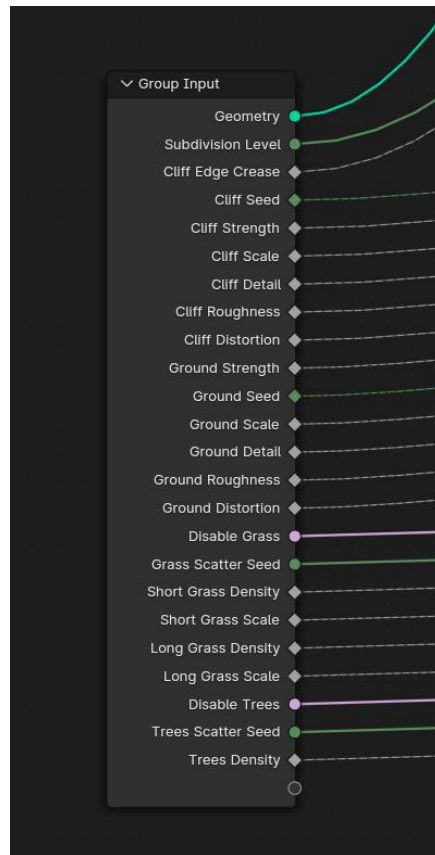 Group Input
Geometry
Subdivision Level
Cliff Edge Crease
Cliff Seed
Cliff Strength
Cliff Scale
Cliff Detail
Cliff Roughness
Cliff Distortion
Ground Strength
Ground Seed
Ground Scale
Ground Detail
Ground Roughness
Ground Distortion
Disable Grass
Grass Scatter Seed
Short Grass Density
Short Grass Scale
Long Grass Density
Long Grass Scale
Disable Trees
Trees Scatter Seed
Trees Density